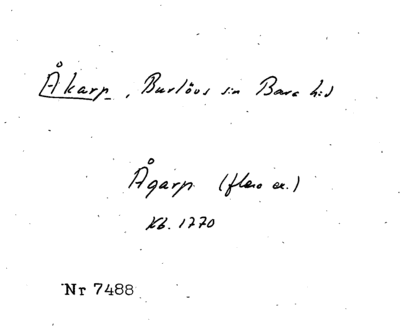 Åkarp, Burlövs sn Bara hd
Ågarp (flera ex.)
Kb. 1770
Nr 7488